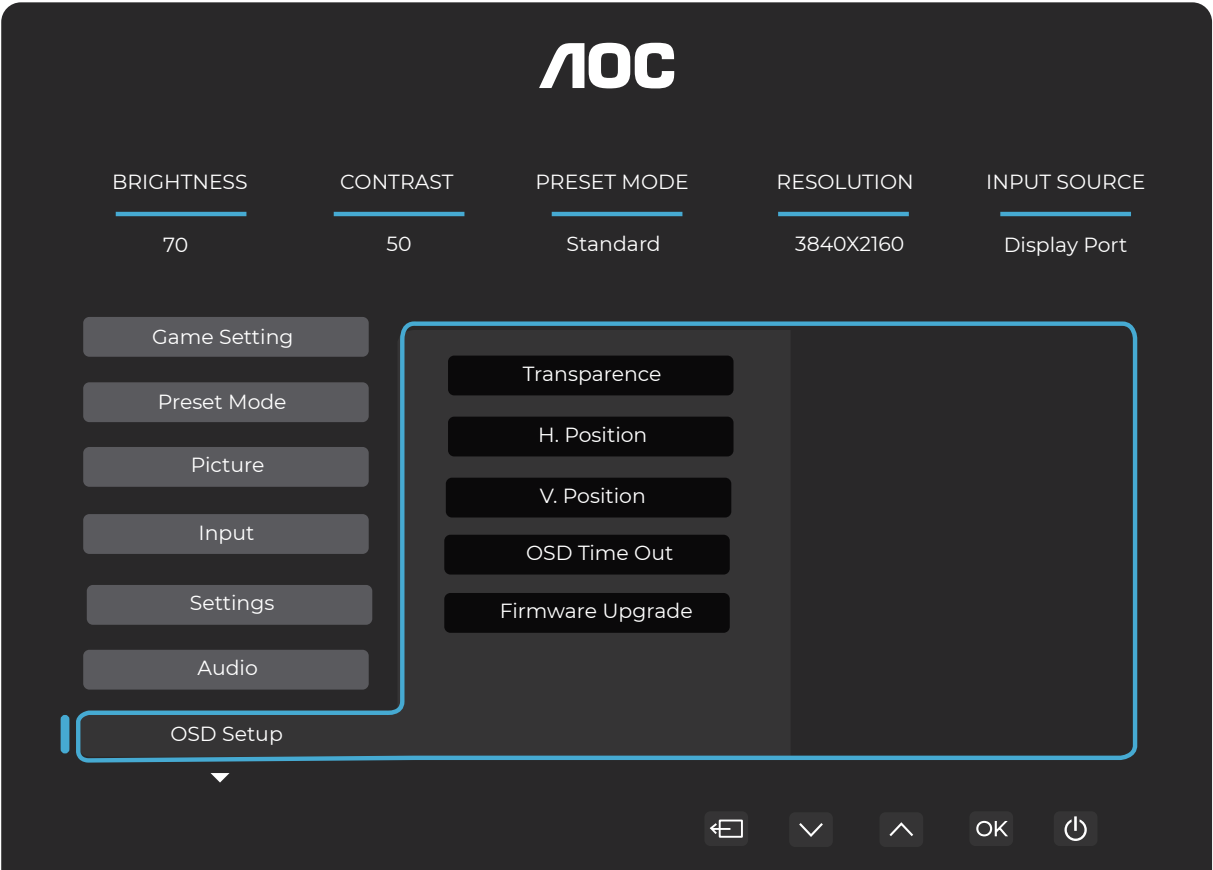 AOC
BRIGHTNESS CONTRAST PRESET MODE RESOLUTION INPUT SOURCE
70 50 Standard 3840X2160 Display Port
Game Setting
Preset Mode
Picture
Input
Settings
Audio
OSD Setup
Transparence
H. Position
V. Position
OSD Time Out
Firmware Upgrade
OK